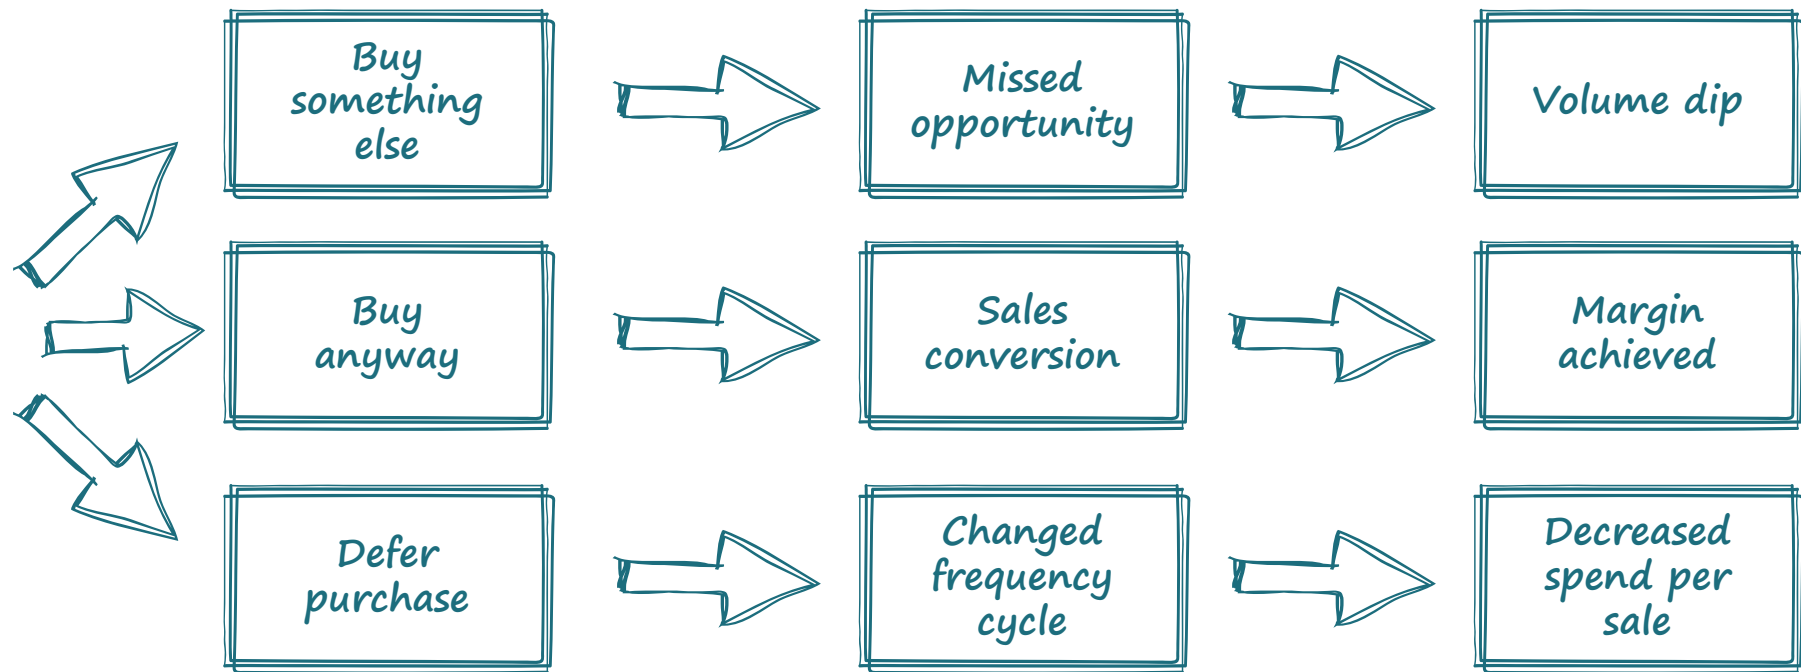 Buy
something
else
Missed
opportunity
Volume dip
Buy
anyway
Sales
conversion
Margin
achieved
Defer
purchase
Changed
frequency
cycle
Decreased
spend per
sale